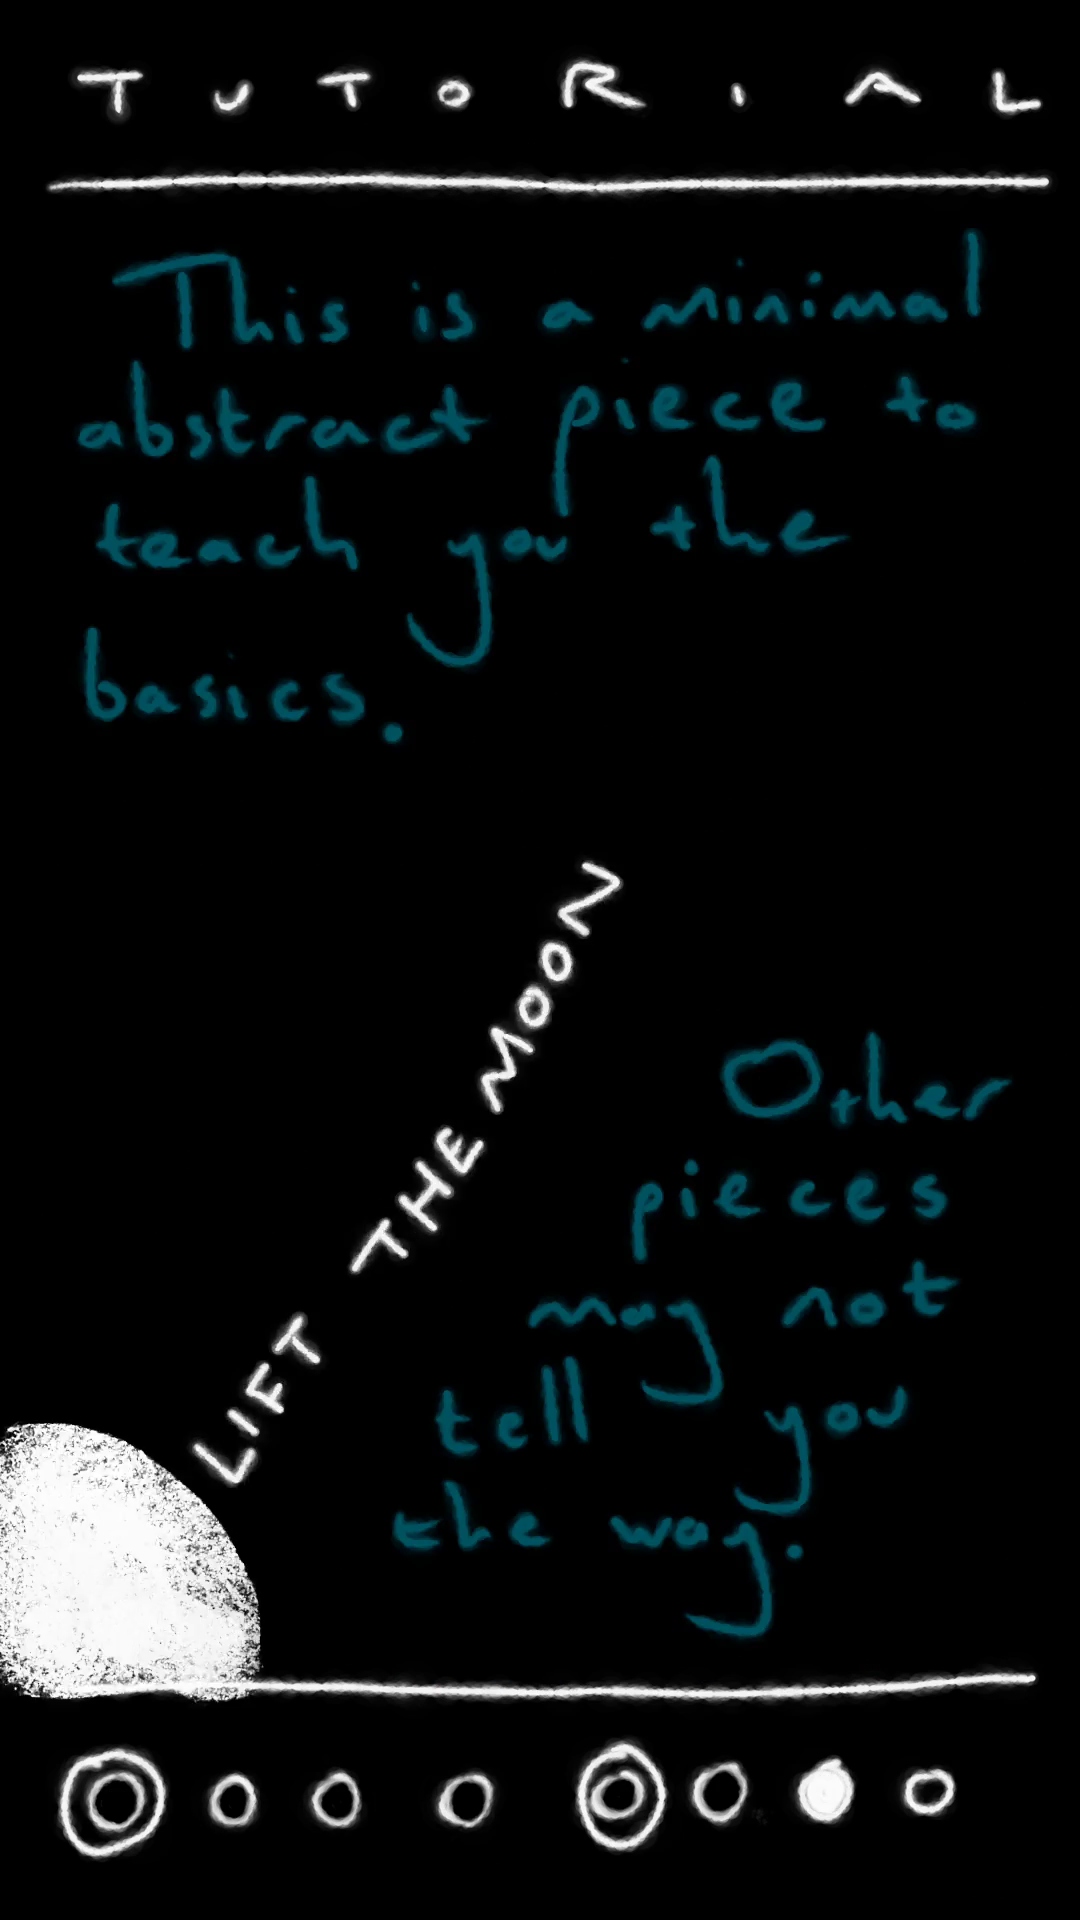 TUTORIAL
This is a minimal
abstract piece to
teach you the
basics.
LIFT THE MOON
Other
pieces
may not
tell you
the way.